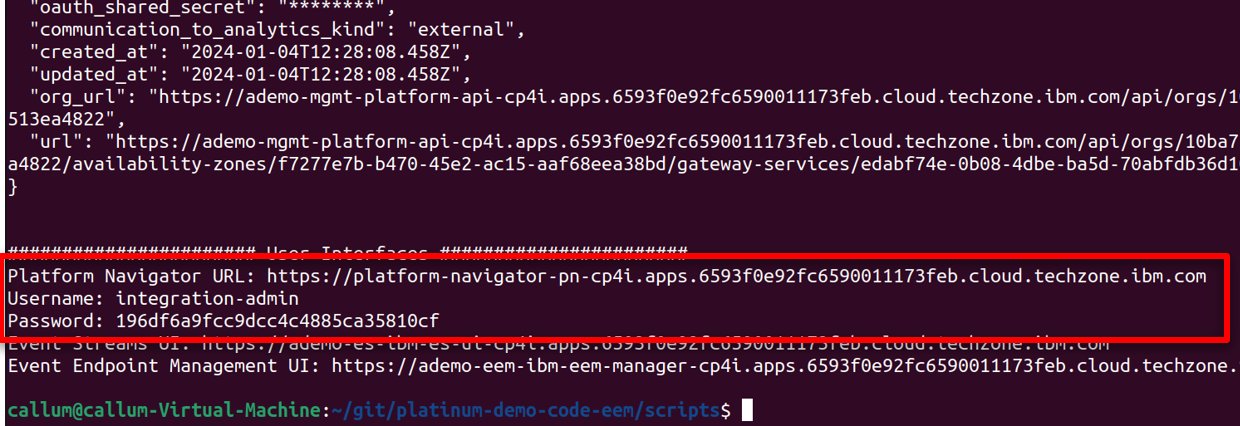 "oauth_shared_secret": "********",
"communication_to_analytics_kind": "external",
"created_at": "2024-01-04T12:28:08.458Z",
"updated_at": "2024-01-04T12:28:08.458Z",
"org_url": "https://ademo-mgmt-platform-api-cp4i.apps.6593f0e92fc6590011173feb.cloud.techzone.ibm.com/api/orgs/1
513ea4822",
"url": "https://ademo-mgmt-platform-api-cp4i.apps.6593f0e92fc6590011173feb.cloud.techzone.ibm.com/api/orgs/10ba7
a4822/availability-zones/f7277e7b-b470-45e2-ac15-aaf68eea38bd/gateway-services/edabf74e-0b08-4dbe-ba5d-70abfdb36d1
}
####################### User Interfaces #######################
Platform Navigator URL: https://platform-navigator-pn-cp4i.apps.6593f0e92fc6590011173feb.cloud.techzone.ibm.com
Username: integration-admin
Password: 196df6a9fcc9dcc4c4885ca35810cf
Event Streams UI: https://ademo-es-ibm-es-ui-cp4i.apps.6593f0e92fc6590011173feb.cloud.techzone.ibm.com
Event Endpoint Management UI: https://ademo-eem-ibm-eem-manager-cp4i.apps.6593f0e92fc6590011173feb.cloud.techzone.
callum@callum-Virtual-Machine:~/git/platinum-demo-code-eem/scripts$